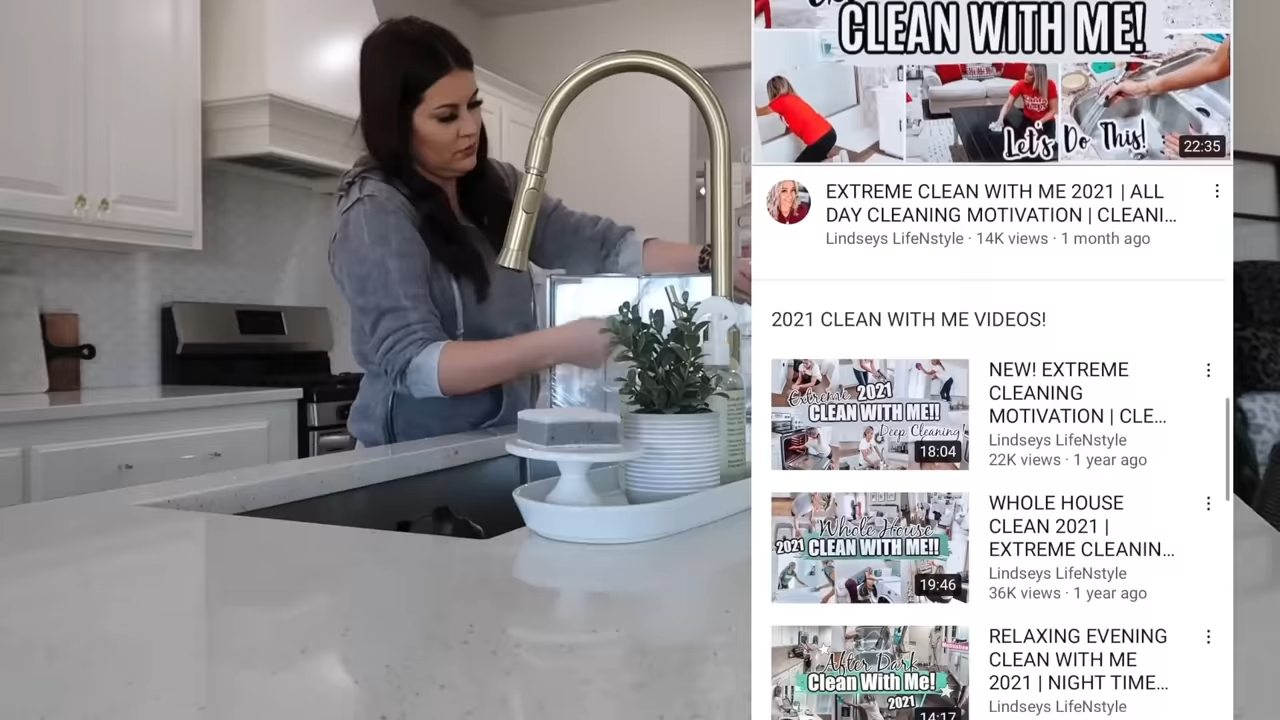 CLEAN WITH ME!
Let's Do This!
22:35
EXTREME CLEAN WITH ME 2021 | ALL
DAY CLEANING MOTIVATION | CLEANI...
Lindseys LifeNstyle · 14K views · 1 month ago
2021 CLEAN WITH ME VIDEOS!
Extreme 2021
CLEAN WITH ME!!
Deep Cleaning!
18:04
NEW! EXTREME
CLEANING
MOTIVATION | CLE...
Lindseys LifeNstyle
22K views · 1 year ago
Whole House
2021 CLEAN WITH ME!!
19:46
WHOLE HOUSE
CLEAN 2021 |
EXTREME CLEANIN...
Lindseys LifeNstyle
36K views · 1 year ago
After Dark
Clean With Me!
2021
14:17
RELAXING EVENING
CLEAN WITH ME
2021 | NIGHT TIME...
Lindseys LifeNstyle